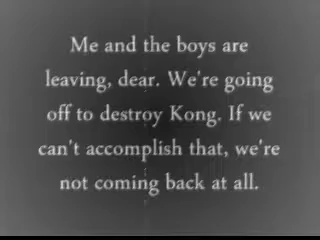 Me and the boys are
leaving, dear. We're going
off to destroy Kong. If we
can't accomplish that, we're
not coming back at all.